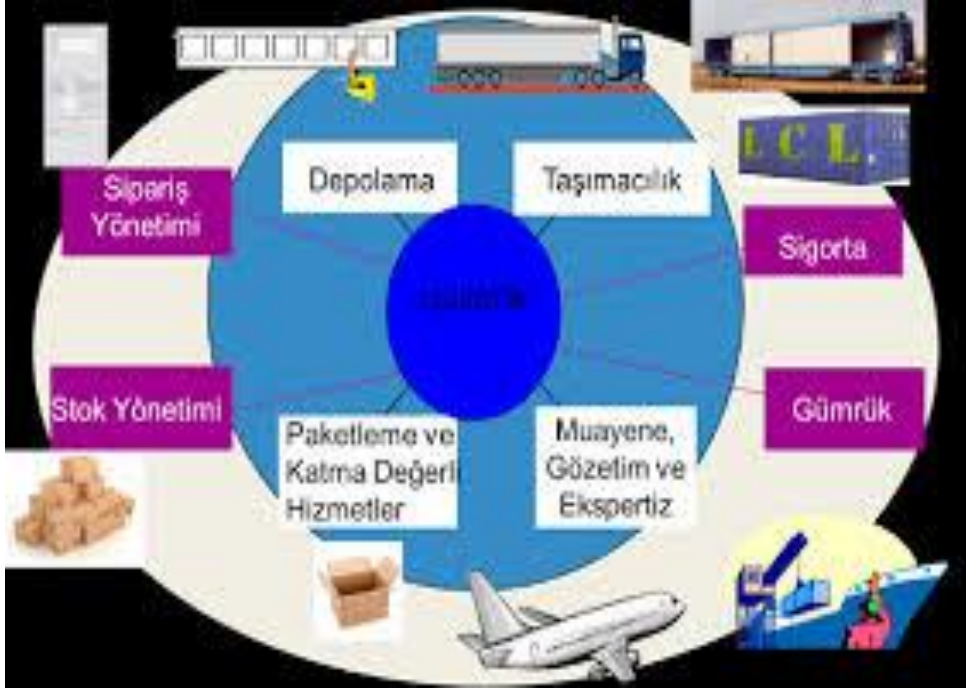 LCL
Depolama
Taşımacılık
Sipariş
Yönetimi
Sigorta
Stok Yönetimi
Gümrük
Paketleme ve
Katma Değerli
Hizmetler
Muayene,
Gözetim ve
Ekspertiz